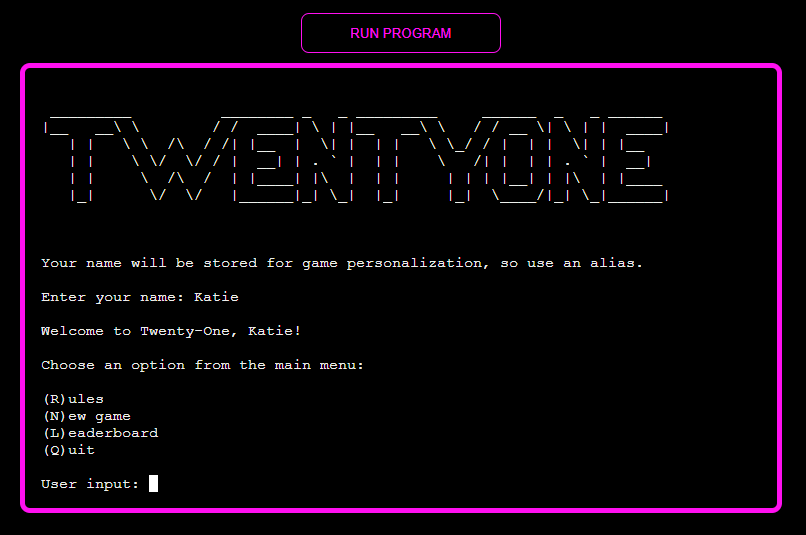 RUN PROGRAM
TWENTYONE
Your name will be stored for game personalization, so use an alias.
Enter your name: Katie
Welcome to Twenty-One, Katie!
Choose an option from the main menu:
(R)ules
(N)ew game
(L)eaderboard
(Q)uit
User input: